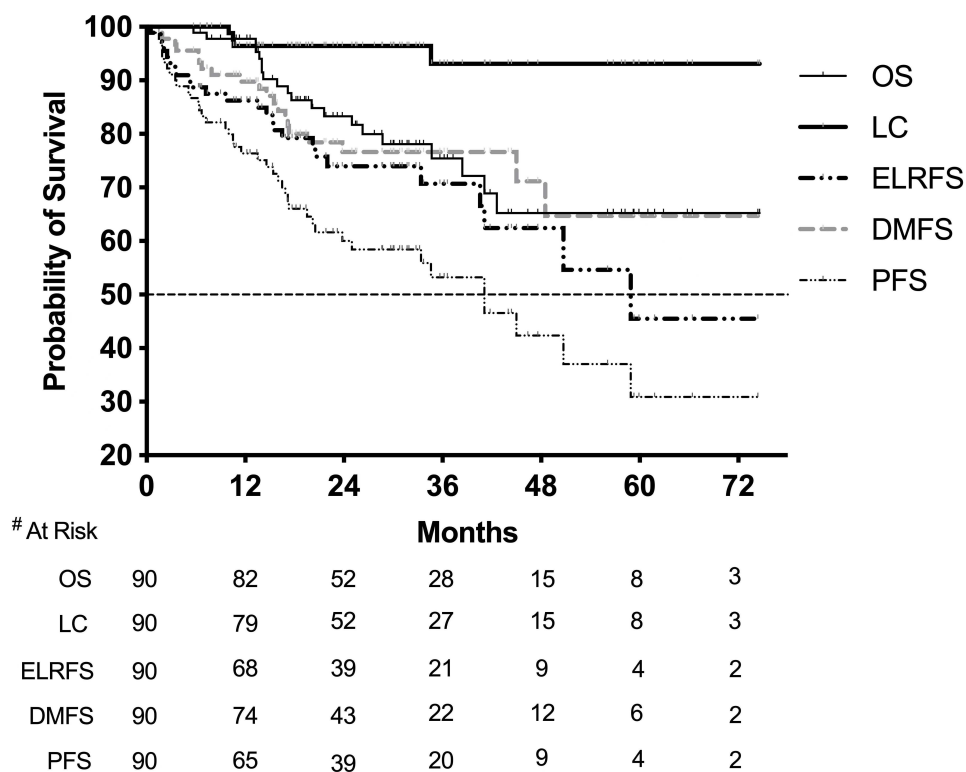 Probability of Survival
100
90
80
70
60
50
40
30
20
0 12 24 36 48 60 72
Months
OS
LC
ELRFS
DMFS
PFS
# At Risk
OS 90 82 52 28 15 8 3
LC 90 79 52 27 15 8 3
ELRFS 90 68 39 21 9 4 2
DMFS 90 74 43 22 12 6 2
PFS 90 65 39 20 9 4 2